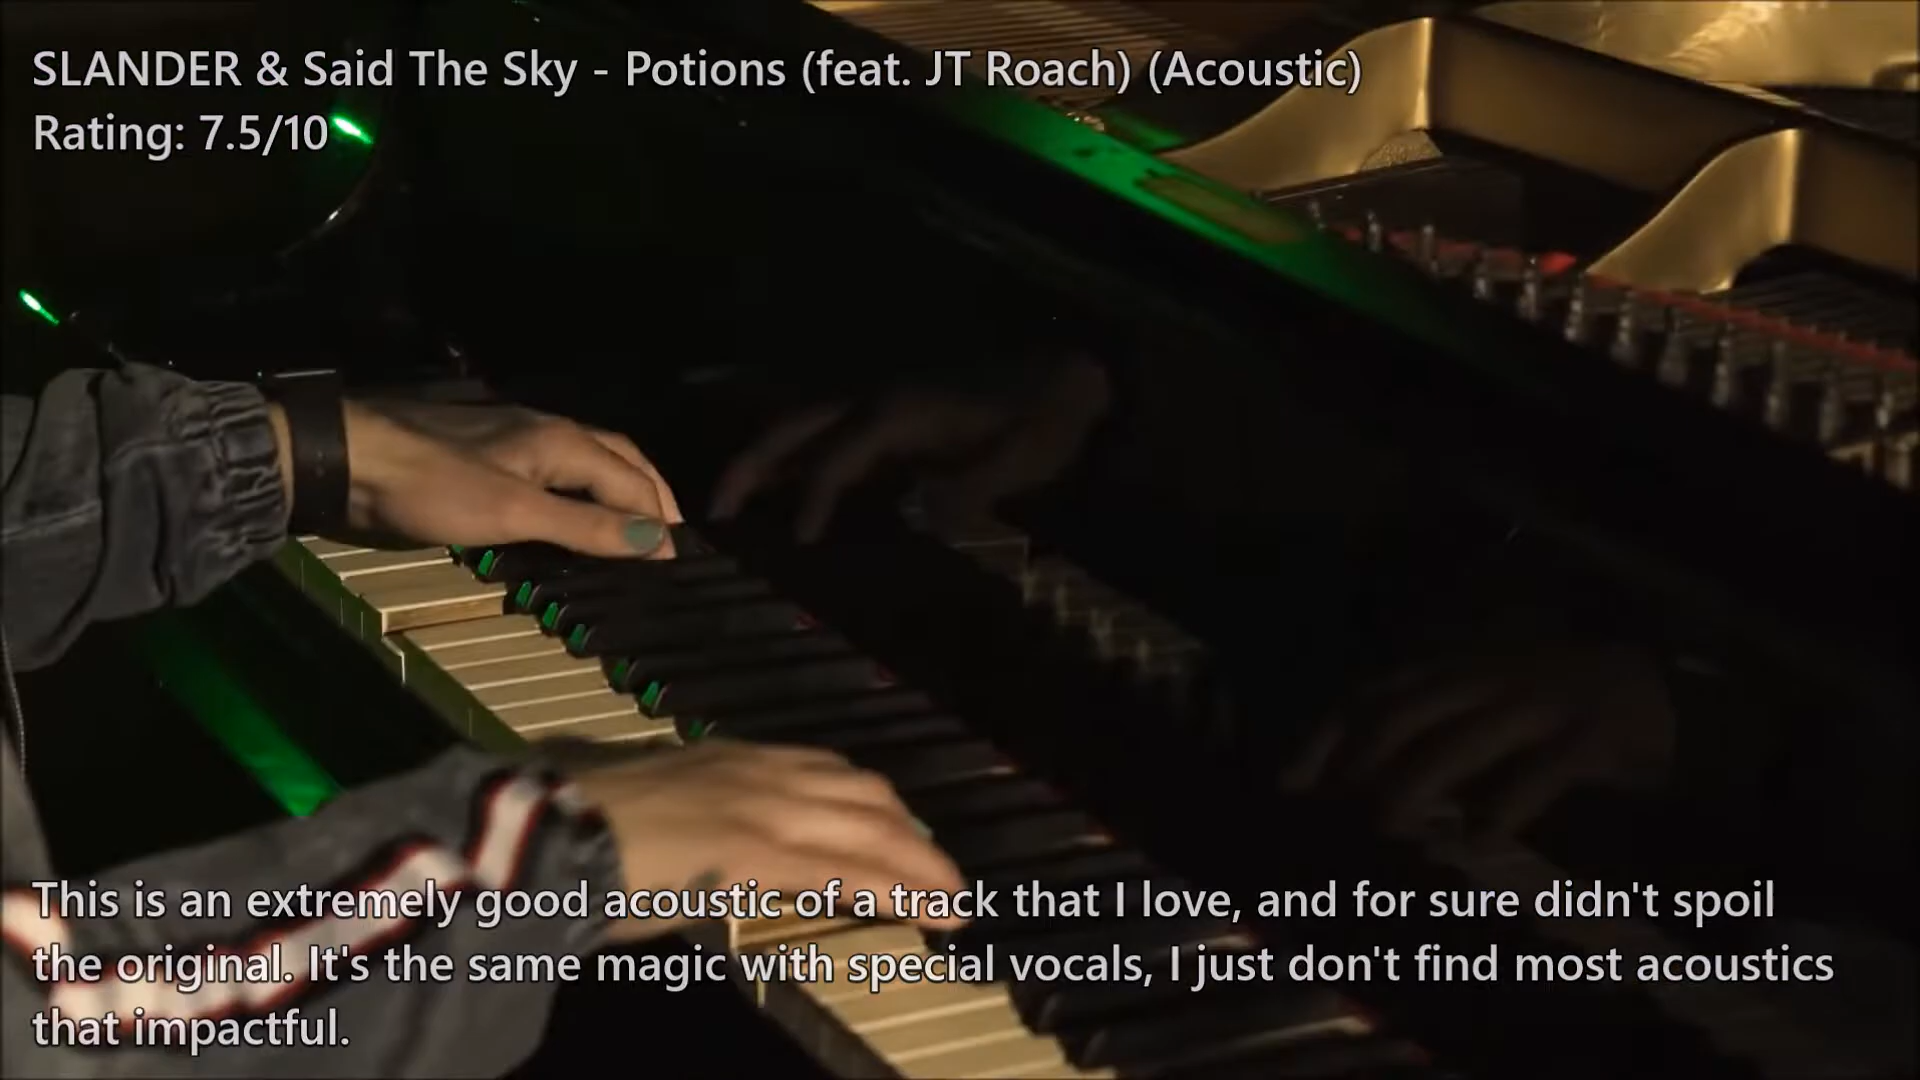 SLANDER & Said The Sky - Potions (feat. JT Roach) (Acoustic)
Rating: 7.5/10
This is an extremely good acoustic of a track that I love, and for sure didn't spoil
the original. It's the same magic with special vocals, I just don't find most acoustics
that impactful.